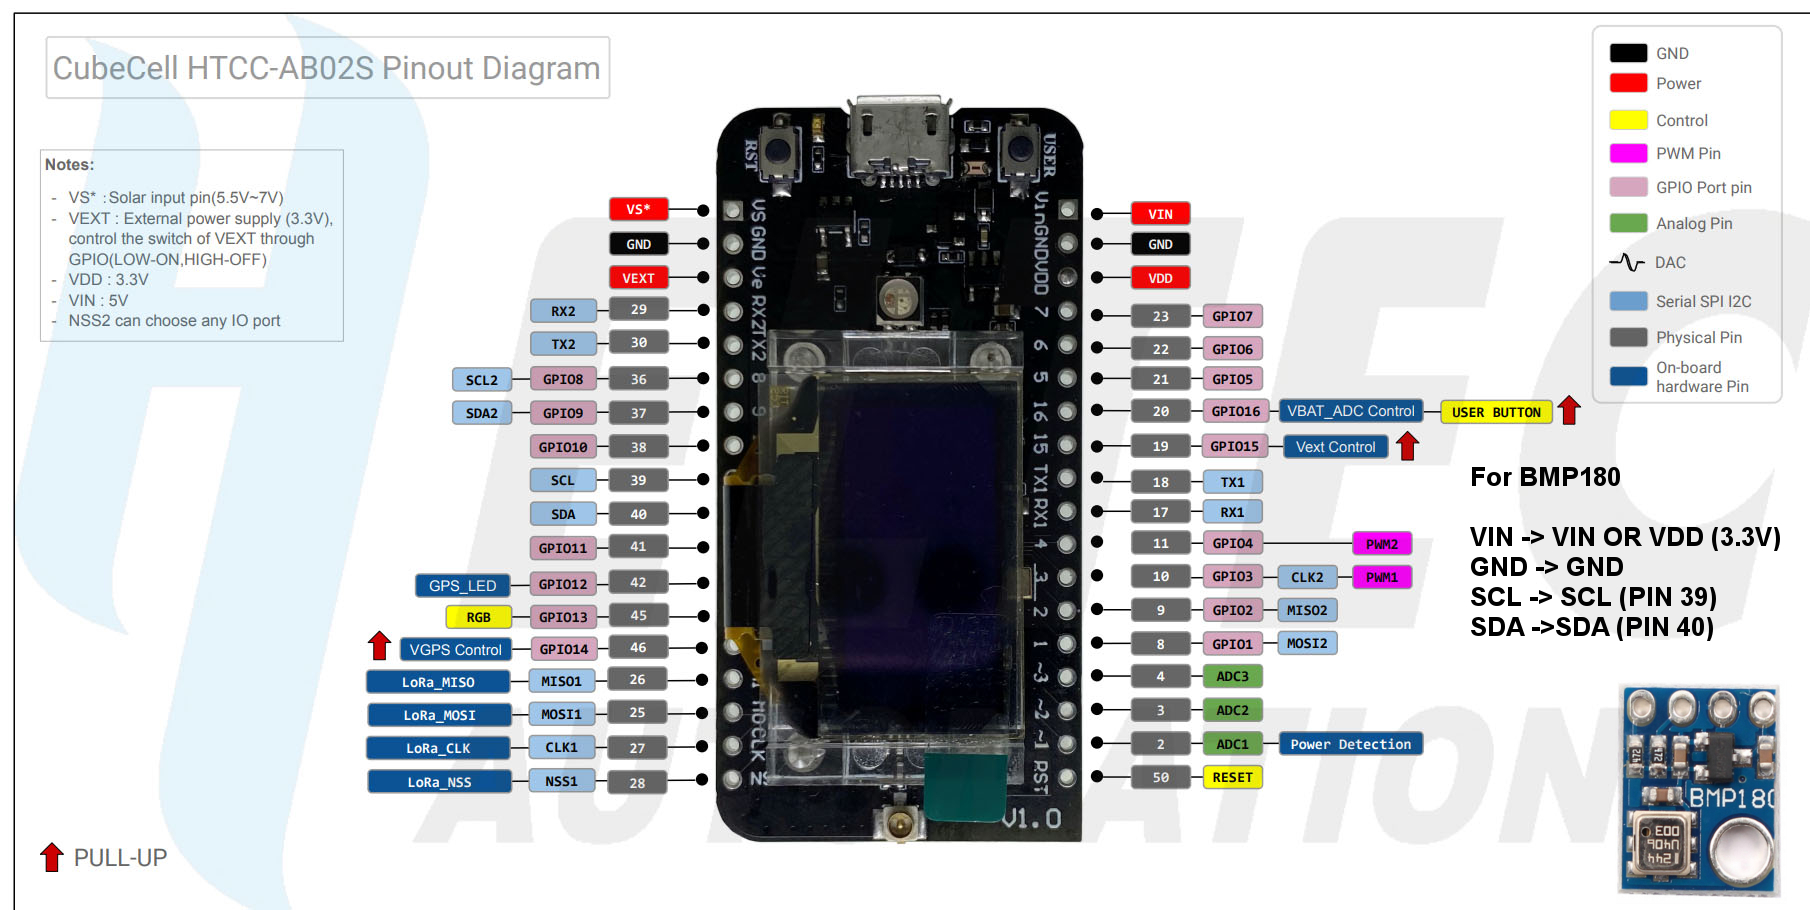 CubeCell HTCC-AB02S Pinout Diagram
Notes:
- VS* : Solar input pin(5.5V~7V)
- VEXT : External power supply (3.3V),
control the switch of VEXT through
GPIO(LOW-ON,HIGH-OFF)
- VDD : 3.3V
- VIN : 5V
- NSS2 can choose any IO port
GND
Power
Control
PWM Pin
GPIO Port pin
Analog Pin
DAC
Serial SPI I2C
Physical Pin
On-board
hardware Pin
VS*
GND
VEXT
RX2 29
TX2 30
SCL2 GPIO8 36
SDA2 GPIO9 37
GPIO10 38
SCL 39
SDA 40
GPIO11 41
GPS_LED GPIO12 42
RGB GPIO13 45
VGPS Control GPIO14 46
LoRa_MISO MISO1 26
LoRa_MOSI MOSI1 25
LoRa_CLK CLK1 27
LoRa_NSS NSS1 28
PULL-UP
RST
USER
VS
GND
Ve
RX2
TX2
8
9
CLK
Vin
GND
VDD
7
6
5
16
15
TX1
RX1
4
3
2
1
~3
~2
~1
RST
V1.0
VIN
GND
VDD
23 GPIO7
22 GPIO6
21 GPIO5
20 GPIO16 VBAT_ADC Control USER BUTTON
19 GPIO15 Vext Control
18 TX1
17 RX1
11 GPIO4 PWM2
10 GPIO3 CLK2 PWM1
9 GPIO2 MISO2
8 GPIO1 MOSI2
4 ADC3
3 ADC2
2 ADC1 Power Detection
50 RESET
For BMP180
VIN -> VIN OR VDD (3.3V)
GND -> GND
SCL -> SCL (PIN 39)
SDA ->SDA (PIN 40)
472
472
BMP180
HELTEC
AUTOMATION